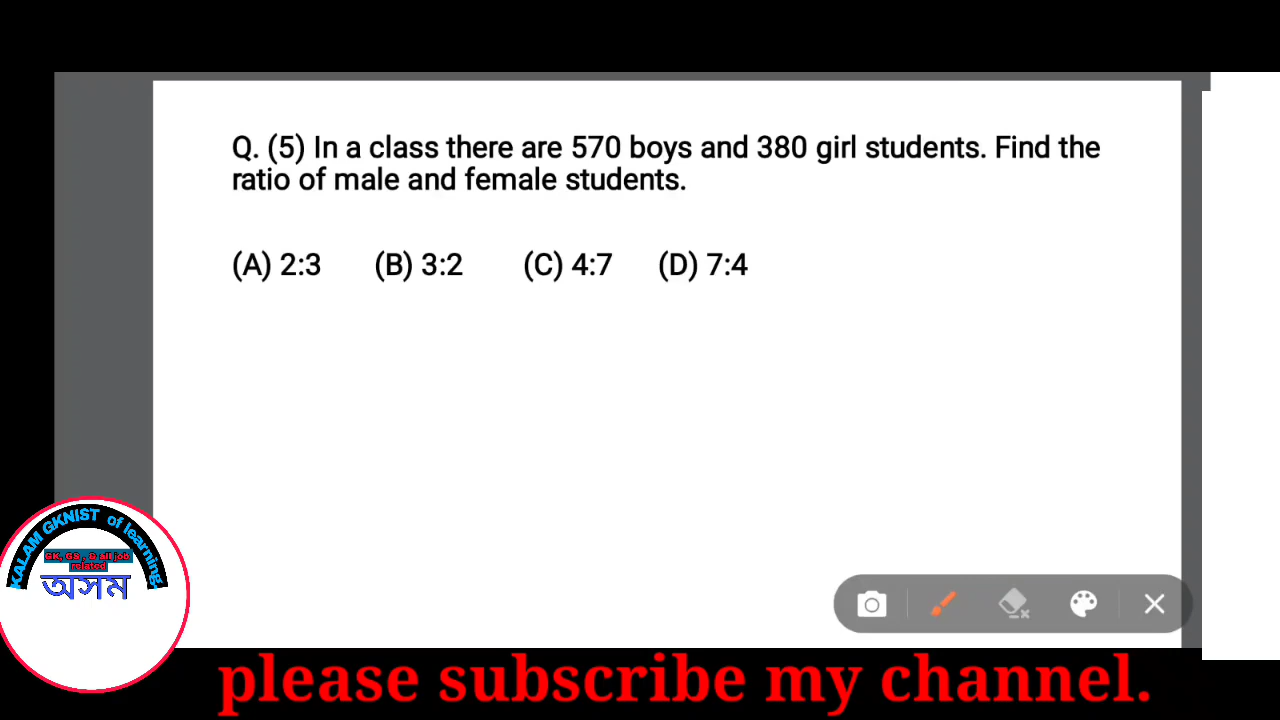 Q. (5) In a class there are 570 boys and 380 girl students. Find the
ratio of male and female students.
(A) 2:3 (B) 3:2 (C) 4:7 (D) 7:4
KALAM GKNIST of learning
GK, GS , & all job
related
অসম
please subscribe my channel.